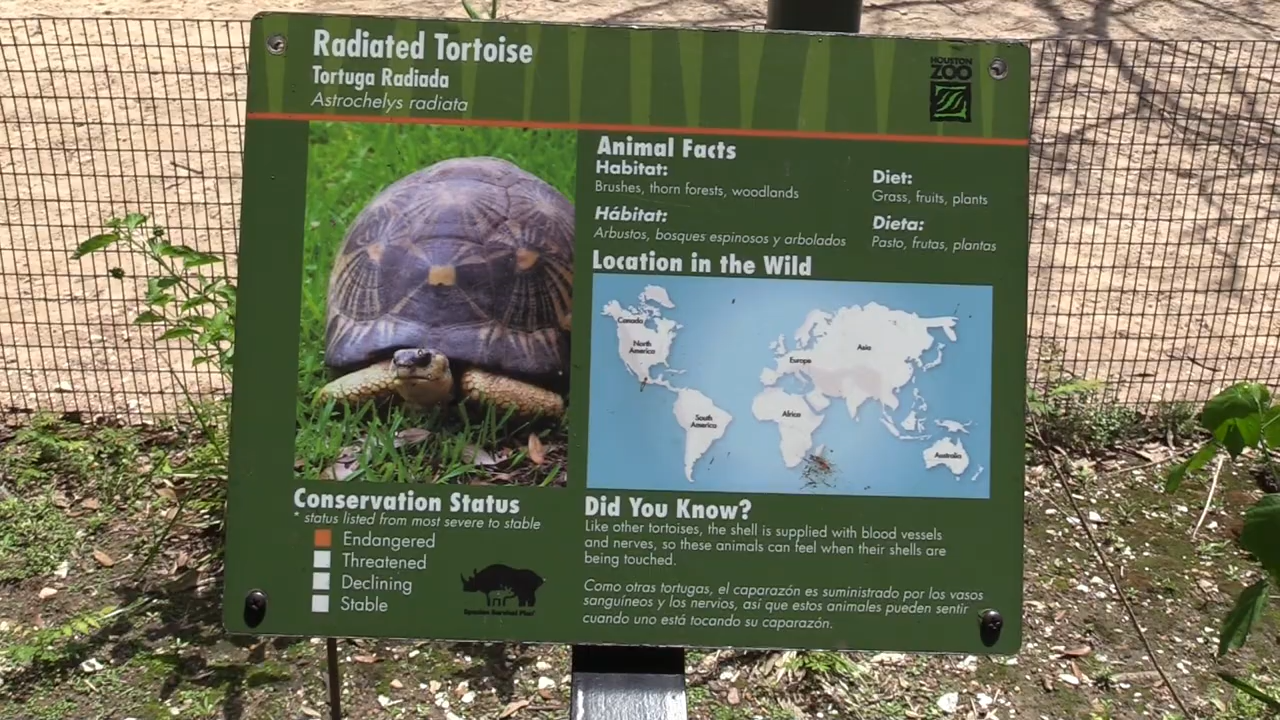 Radiated Tortoise
Tortuga Radiada
Astrochelys radiata
HOUSTON
ZOO
Animal Facts
Habitat:
Brushes, thorn forests, woodlands
Hábitat:
Arbustos, bosques espinosos y arbolados
Diet:
Grass, fruits, plants
Dieta:
Pasto, frutas, plantas
Location in the Wild
Canada
North
America
South
America
Europe
Asia
Africa
Australia
Conservation Status
* status listed from most severe to stable
Endangered
Threatened
Declining
Stable
Species Survival Plan®
Did You Know?
Like other tortoises, the shell is supplied with blood vessels
and nerves, so these animals can feel when their shells are
being touched.
Como otras tortugas, el caparazón es suministrado por los vasos
sanguíneos y los nervios, así que estos animales pueden sentir
cuando uno está tocando su caparazón.